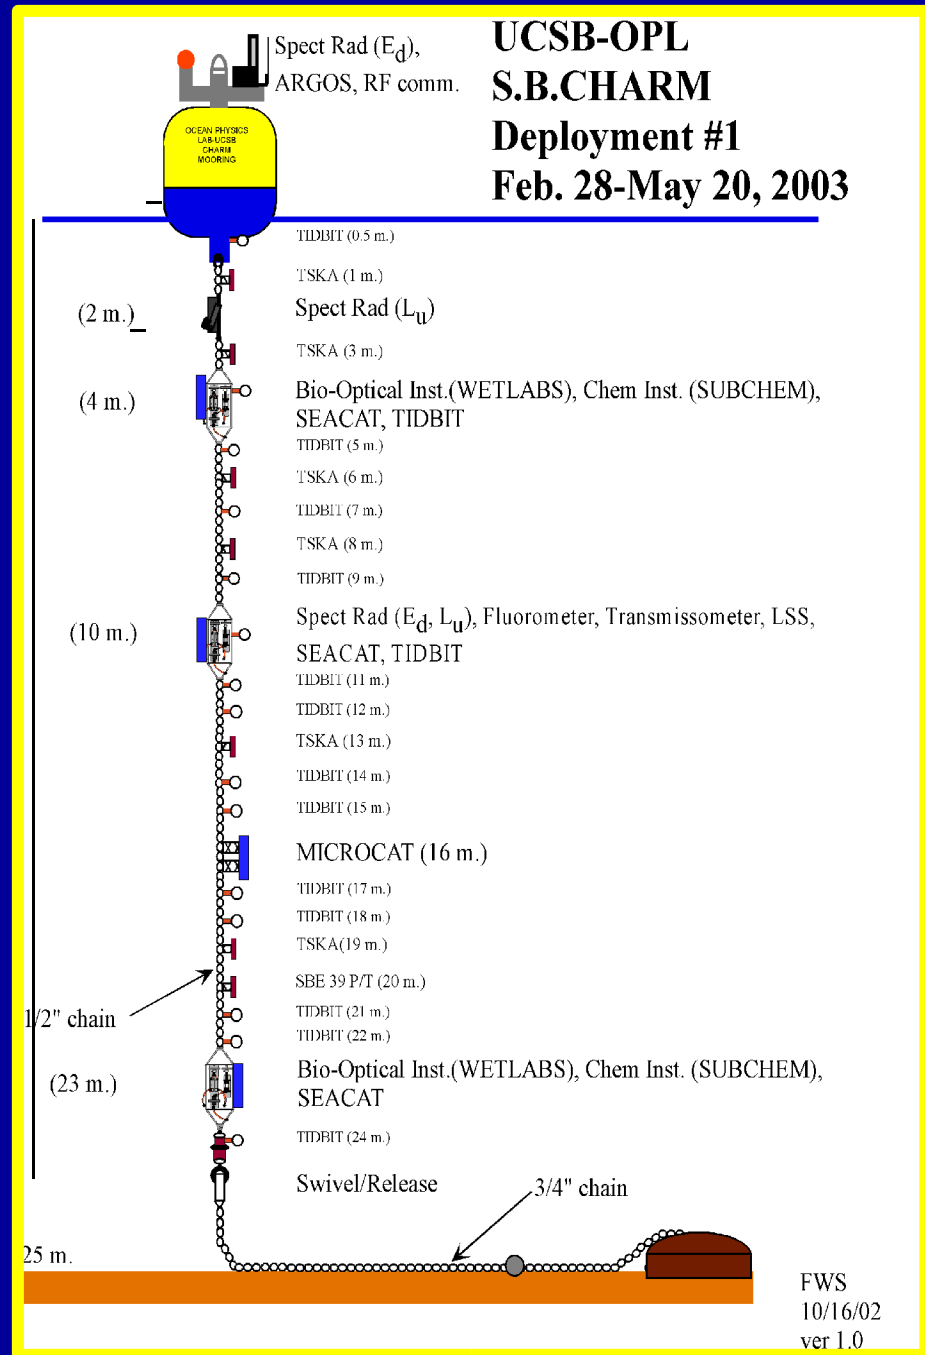 Spect Rad (Ed),
ARGOS, RF comm.
UCSB-OPL
S.B.CHARM
Deployment #1
Feb. 28-May 20, 2003
OCEAN PHYSICS
LAB-UCSB
CHARM
MOORING
TIDBIT (0.5 m.)
TSKA (1 m.)
(2 m.)
Spect Rad (Lu)
TSKA (3 m.)
(4 m.)
Bio-Optical Inst.(WETLABS), Chem Inst. (SUBCHEM),
SEACAT, TIDBIT
TIDBIT (5 m.)
TSKA (6 m.)
TIDBIT (7 m.)
TSKA (8 m.)
TIDBIT (9 m.)
(10 m.)
Spect Rad (Ed, Lu), Fluorometer, Transmissometer, LSS,
SEACAT, TIDBIT
TIDBIT (11 m.)
TIDBIT (12 m.)
TSKA (13 m.)
TIDBIT (14 m.)
TIDBIT (15 m.)
MICROCAT (16 m.)
TIDBIT (17 m.)
TIDBIT (18 m.)
TSKA(19 m.)
SBE 39 P/T (20 m.)
TIDBIT (21 m.)
1/2" chain
TIDBIT (22 m.)
(23 m.)
Bio-Optical Inst.(WETLABS), Chem Inst. (SUBCHEM),
SEACAT
TIDBIT (24 m.)
Swivel/Release
3/4" chain
25 m.
FWS
10/16/02
ver 1.0